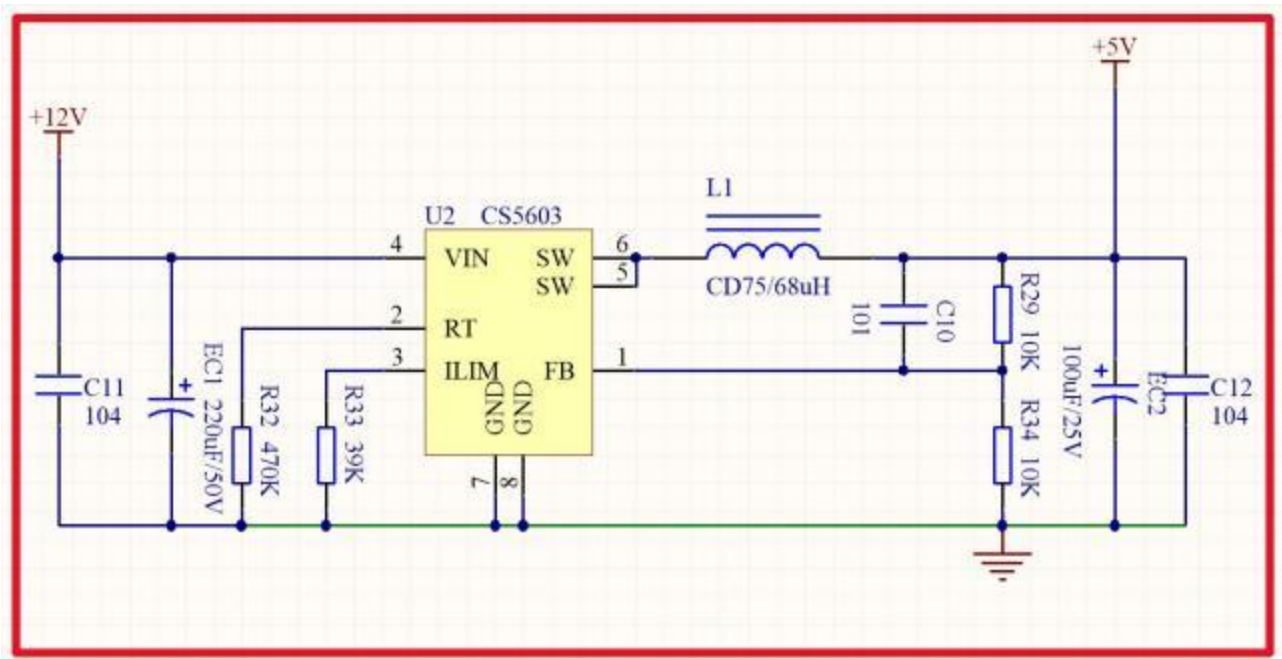 +5V
+12V
L1
U2 CS5603
4
VIN
SW
6
SW
5
CD75/68uH
2
RT
3
ILIM
FB
1
GND
GND
7
8
C11
104
EC1 220uF/50V
R32 470K
R33 39K
C10
101
R29 10K
R34 10K
100uF/25V
EC2
C12
104